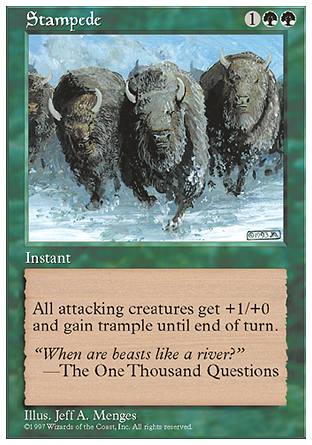 Stampede 1
©1993
Instant
All attacking creatures get +1/+0
and gain trample until end of turn.
“When are beasts like a river?”
—The One Thousand Questions
Illus. Jeff A. Menges
©1997 Wizards of the Coast, Inc. All rights reserved.